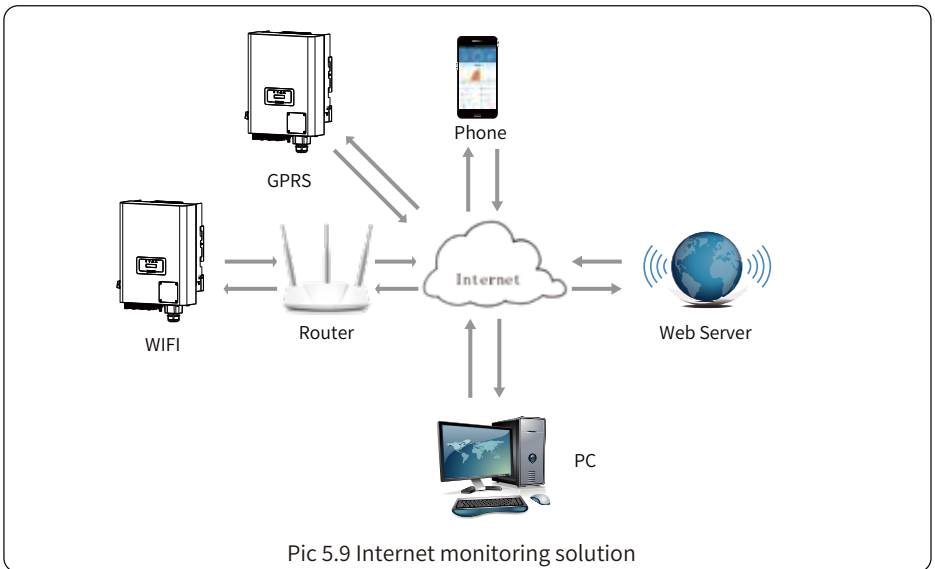 Phone
GPRS
Internet
WIFI
Router
Web Server
PC
Pic 5.9 Internet monitoring solution